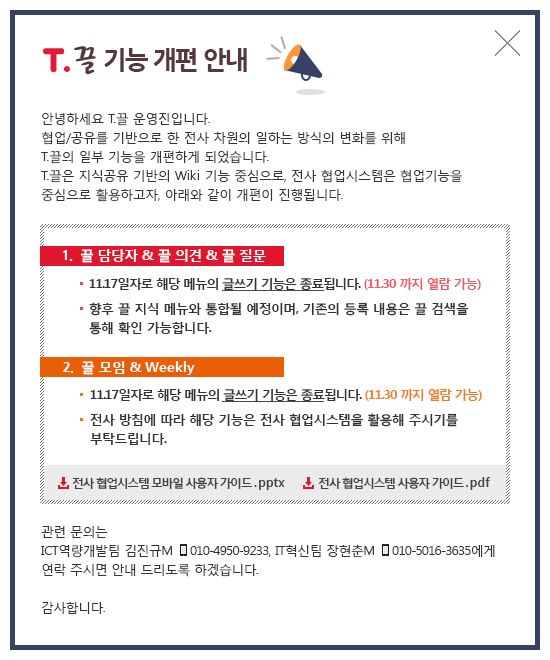 T.끌 기능 개편 안내
안녕하세요 T.끌 운영진입니다.
협업/공유를 기반으로 한 전사 차원의 일하는 방식의 변화를 위해
T.끌의 일부 기능을 개편하게 되었습니다.
T.끌은 지식공유 기반의 Wiki 기능 중심으로, 전사 협업시스템은 협업기능을
중심으로 활용하고자, 아래와 같이 개편이 진행됩니다.
1. 끌 담당자 & 끌 의견 & 끌 질문
11.17일자로 해당 메뉴의 글쓰기 기능은 종료됩니다. (11.30 까지 열람 가능)
향후 끌 지식 메뉴와 통합될 예정이며, 기존의 등록 내용은 끌 검색을
통해 확인 가능합니다.
2. 끌 모임 & Weekly
11.17일자로 해당 메뉴의 글쓰기 기능은 종료됩니다. (11.30 까지 열람 가능)
전사 방침에 따라 해당 기능은 전사 협업시스템을 활용해 주시기를
부탁드립니다.
전사 협업시스템 모바일 사용자 가이드.pptx 전사 협업시스템 사용자 가이드.pdf
관련 문의는
ICT역량개발팀 김진규M 010-4950-9233, IT혁신팀 장현춘M 010-5016-3635에게
연락 주시면 안내 드리도록 하겠습니다.
감사합니다.